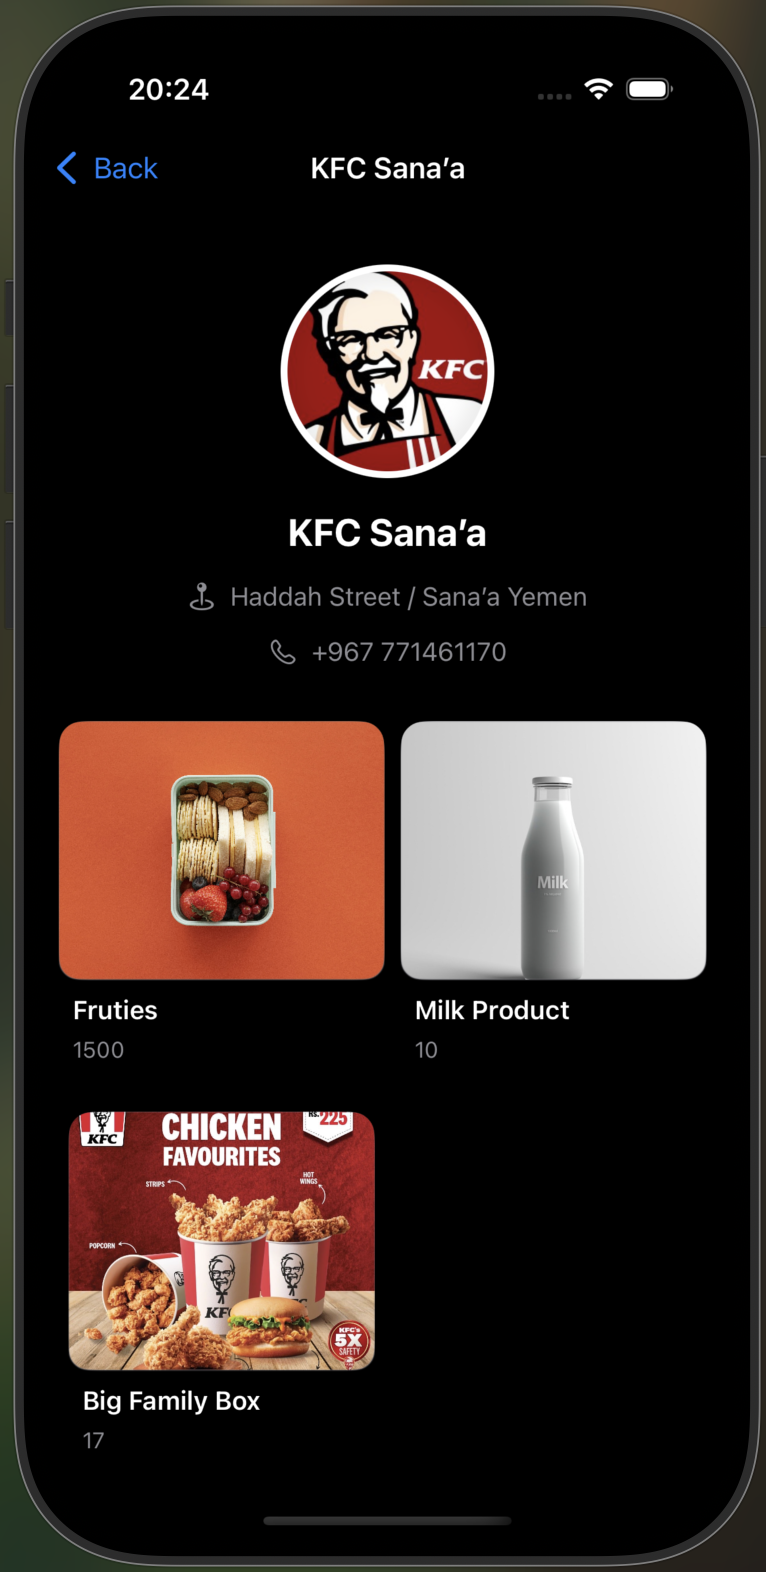 20:24
Back
KFC Sana’a
KFC
KFC Sana’a
Haddah Street / Sana’a Yemen
+967 771461170
Milk
Fruties
Milk Product
1500
10
KFC
CHICKEN
FAVOURITES
Rs.225
STRIPS
HOT
WINGS
POPCORN
KFC's
5X
SAFETY
Big Family Box
17